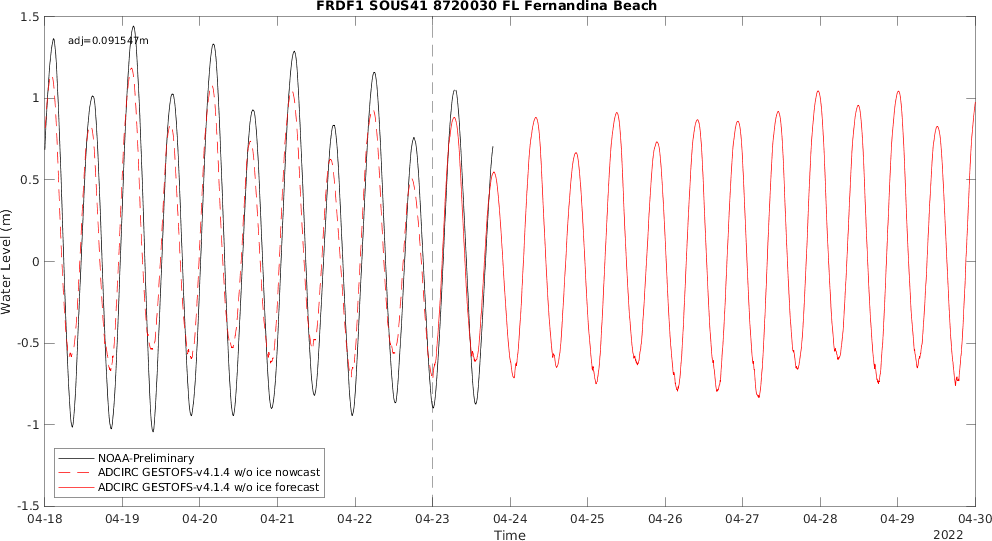 FRDF1 SOUS41 8720030 FL Fernandina Beach
adj=0.091547m
1.5
1
0.5
0
-0.5
-1
-1.5
Water Level (m)
NOAA-Preliminary
ADCIRC GESTOFS-v4.1.4 w/o ice nowcast
ADCIRC GESTOFS-v4.1.4 w/o ice forecast
04-18 04-19 04-20 04-21 04-22 04-23 04-24 04-25 04-26 04-27 04-28 04-29 04-30
Time
2022